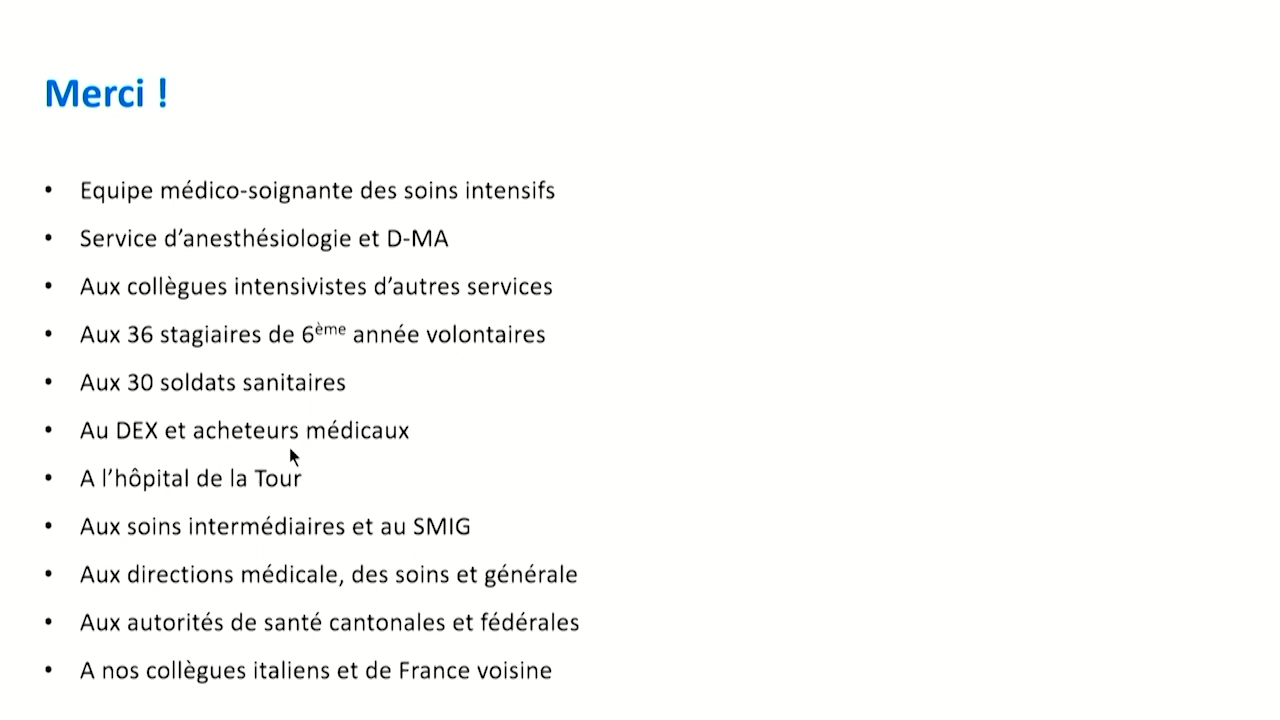 Merci !
• Equipe médico-soignante des soins intensifs
• Service d’anesthésiologie et D-MA
• Aux collègues intensivistes d’autres services
• Aux 36 stagiaires de 6ème année volontaires
• Aux 30 soldats sanitaires
• Au DEX et acheteurs médicaux
• A l’hôpital de la Tour
• Aux soins intermédiaires et au SMIG
• Aux directions médicale, des soins et générale
• Aux autorités de santé cantonales et fédérales
• A nos collègues italiens et de France voisine